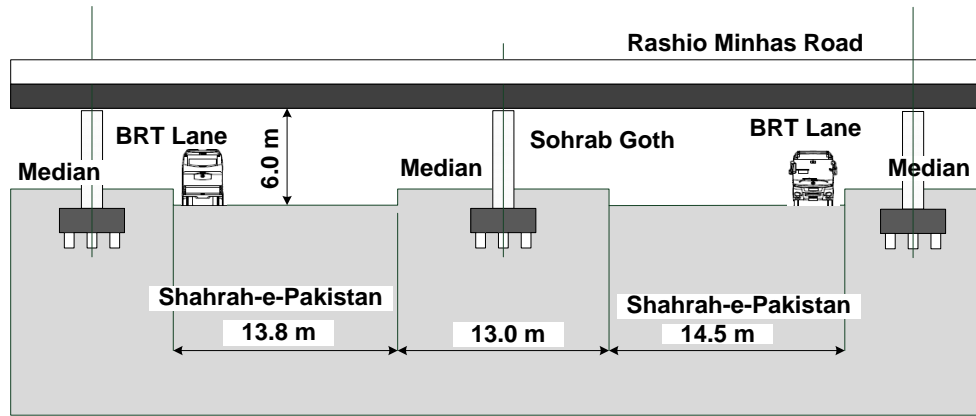 Rashio Minhas Road
BRT Lane
6.0 m
Sohrab Goth
BRT Lane
Median
Median
Median
Shahrah-e-Pakistan
13.8 m
13.0 m
Shahrah-e-Pakistan
14.5 m